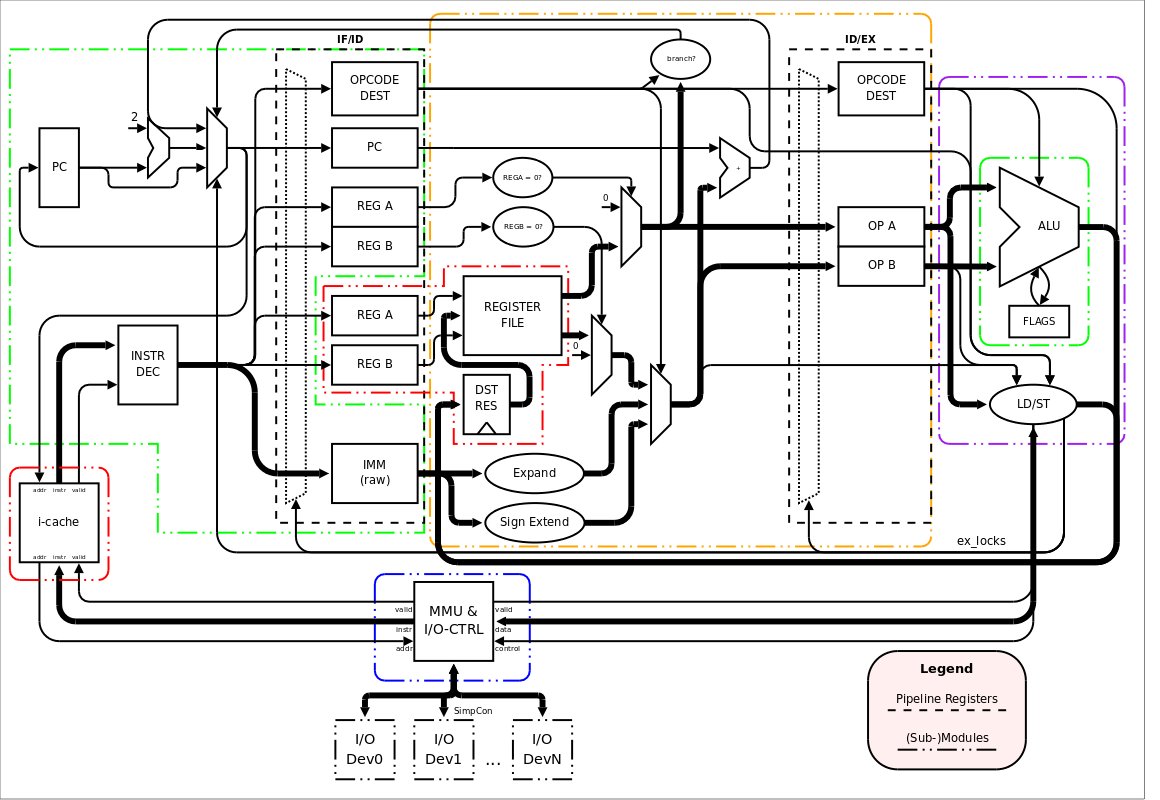 IF/ID
ID/EX
branch?
OPCODE
DEST
OPCODE
DEST
2
PC
PC
+
REGA = 0?
REG A
0
REGB = 0?
REG B
OP A
OP B
ALU
FLAGS
REGISTER
FILE
REG A
REG B
0
INSTR
DEC
DST
RES
LD/ST
IMM
(raw)
Expand
Sign Extend
addr instr valid
i-cache
addr instr valid
ex_locks
valid
instr
addr
MMU &
I/O-CTRL
valid
data
control
SimpCon
I/O
Dev0
I/O
Dev1
...
I/O
DevN
Legend
Pipeline Registers
(Sub-)Modules